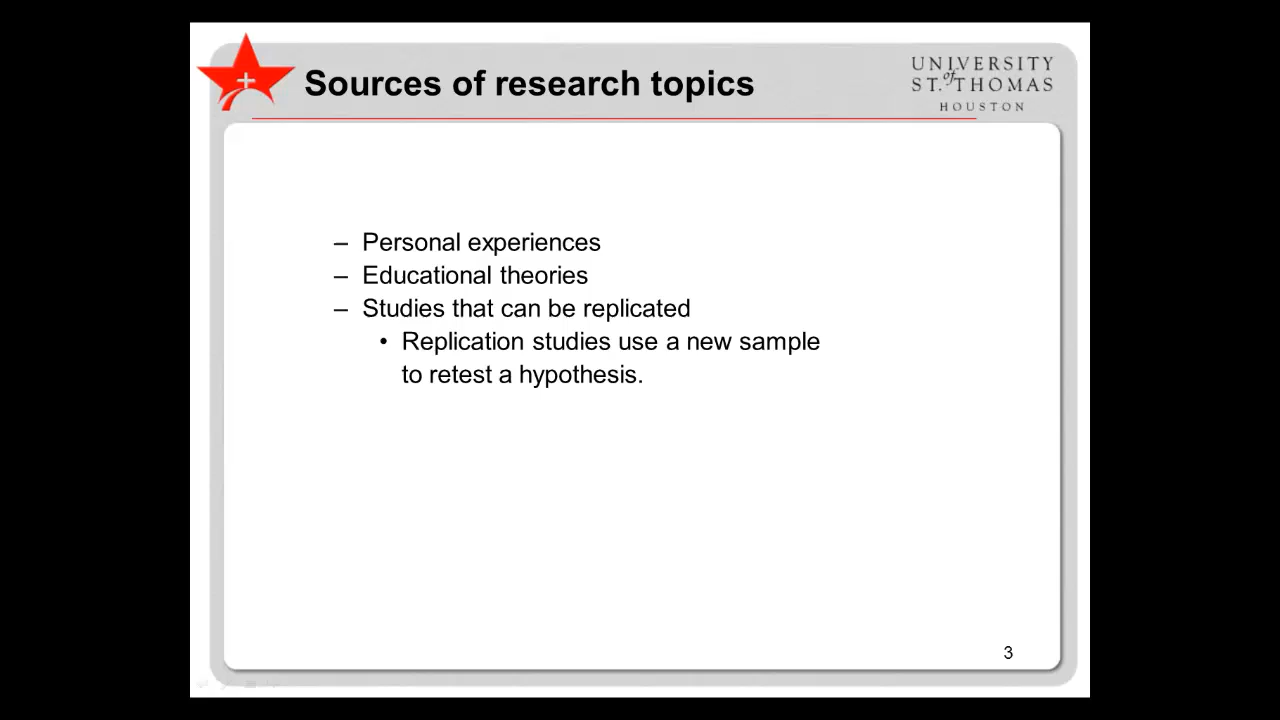 Sources of research topics
UNIVERSITY
of
ST. THOMAS
HOUSTON
– Personal experiences
– Educational theories
– Studies that can be replicated
• Replication studies use a new sample
to retest a hypothesis.
3